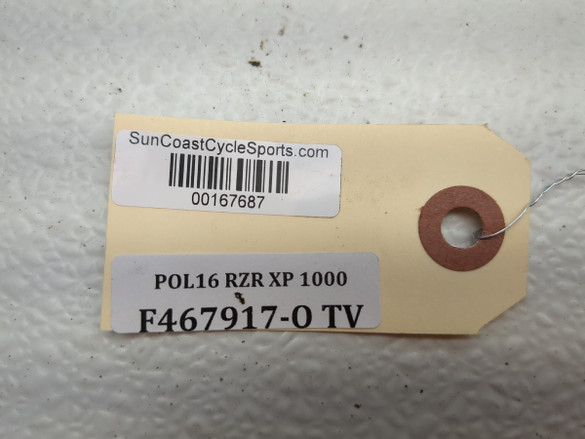 SunCoastCycleSports.com
00167687
POL16 RZR XP 1000
F467917-O TV